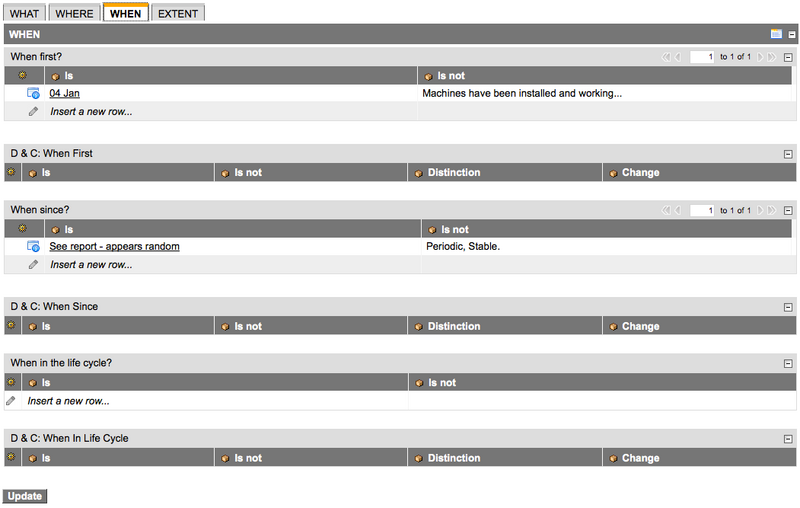 WHAT WHERE WHEN EXTENT
WHEN
When first? 1 to 1 of 1
Is Is not
04 Jan Machines have been installed and working...
Insert a new row...
D & C: When First
Is Is not Distinction Change
When since? 1 to 1 of 1
Is Is not
See report - appears random Periodic, Stable.
Insert a new row...
D & C: When Since
Is Is not Distinction Change
When in the life cycle?
Is Is not
Insert a new row...
D & C: When In Life Cycle
Is Is not Distinction Change
Update